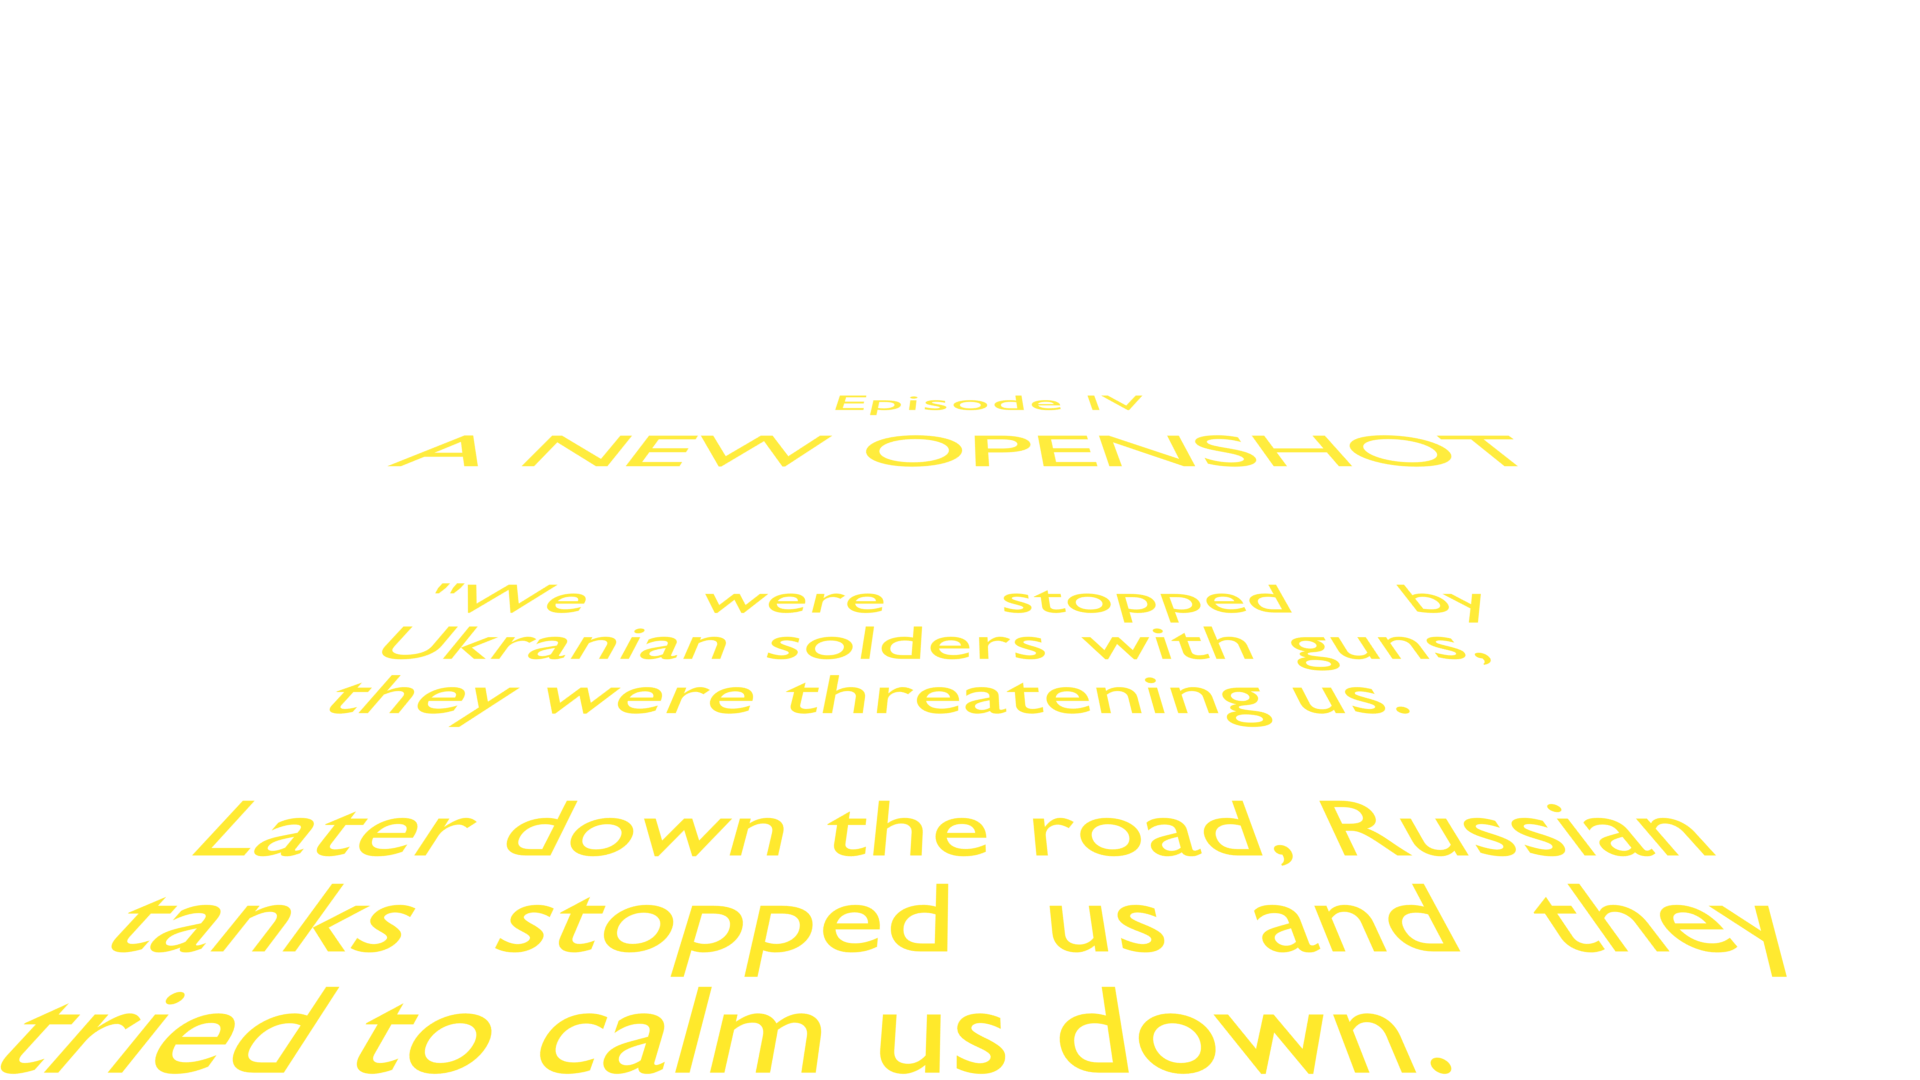 Episode IV
A NEW OPENSHOT
"We were stopped by
Ukranian solders with guns,
they were threatening us.
Later down the road, Russian
tanks stopped us and they
tried to calm us down.